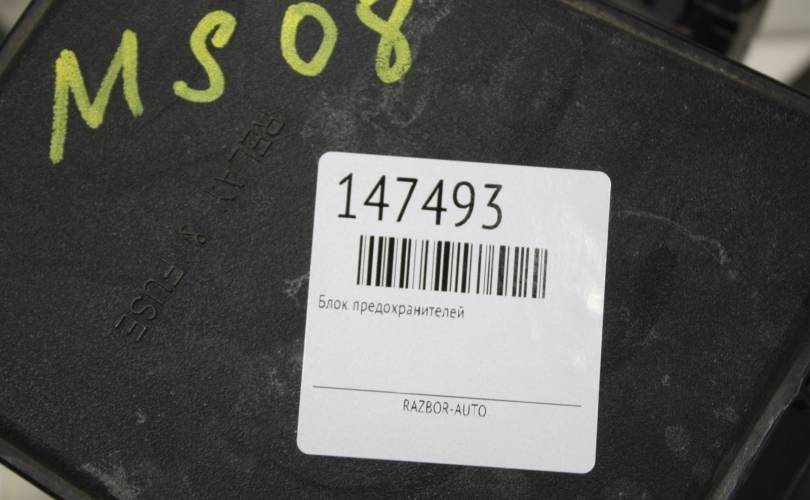 MS08
RELAY & FUSE
147493
Блок предохранителей
RAZBOR-AUTO